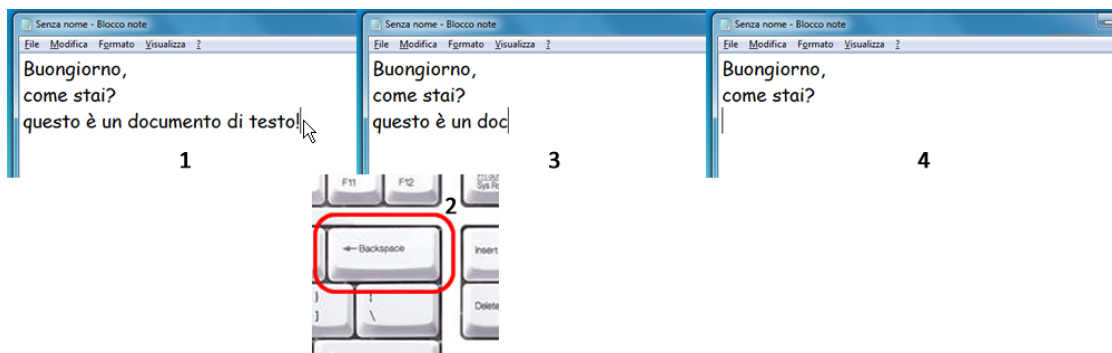 Senza nome - Blocco note
File Modifica Formato Visualizza ?
Buongiorno,
come stai?
questo è un documento di testo!
1
Senza nome - Blocco note
File Modifica Formato Visualizza ?
Buongiorno,
come stai?
questo è un doc
3
Senza nome - Blocco note
File Modifica Formato Visualizza ?
Buongiorno,
come stai?
4
F11 F12
2
Backspace
Insert
Delete
} ]
\